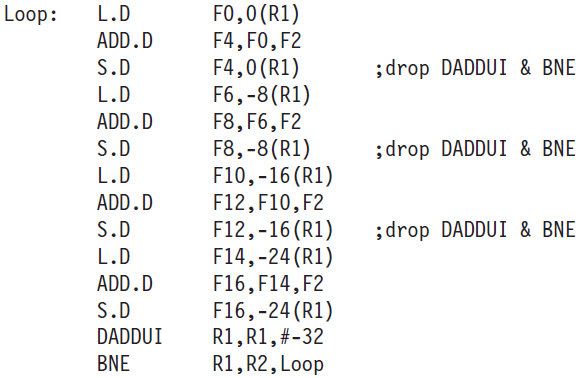 Loop: L.D F0,0(R1)
ADD.D F4,F0,F2
S.D F4,0(R1) ;drop DADDUI & BNE
L.D F6,-8(R1)
ADD.D F8,F6,F2
S.D F8,-8(R1) ;drop DADDUI & BNE
L.D F10,-16(R1)
ADD.D F12,F10,F2
S.D F12,-16(R1) ;drop DADDUI & BNE
L.D F14,-24(R1)
ADD.D F16,F14,F2
S.D F16,-24(R1)
DADDUI R1,R1,#-32
BNE R1,R2,Loop